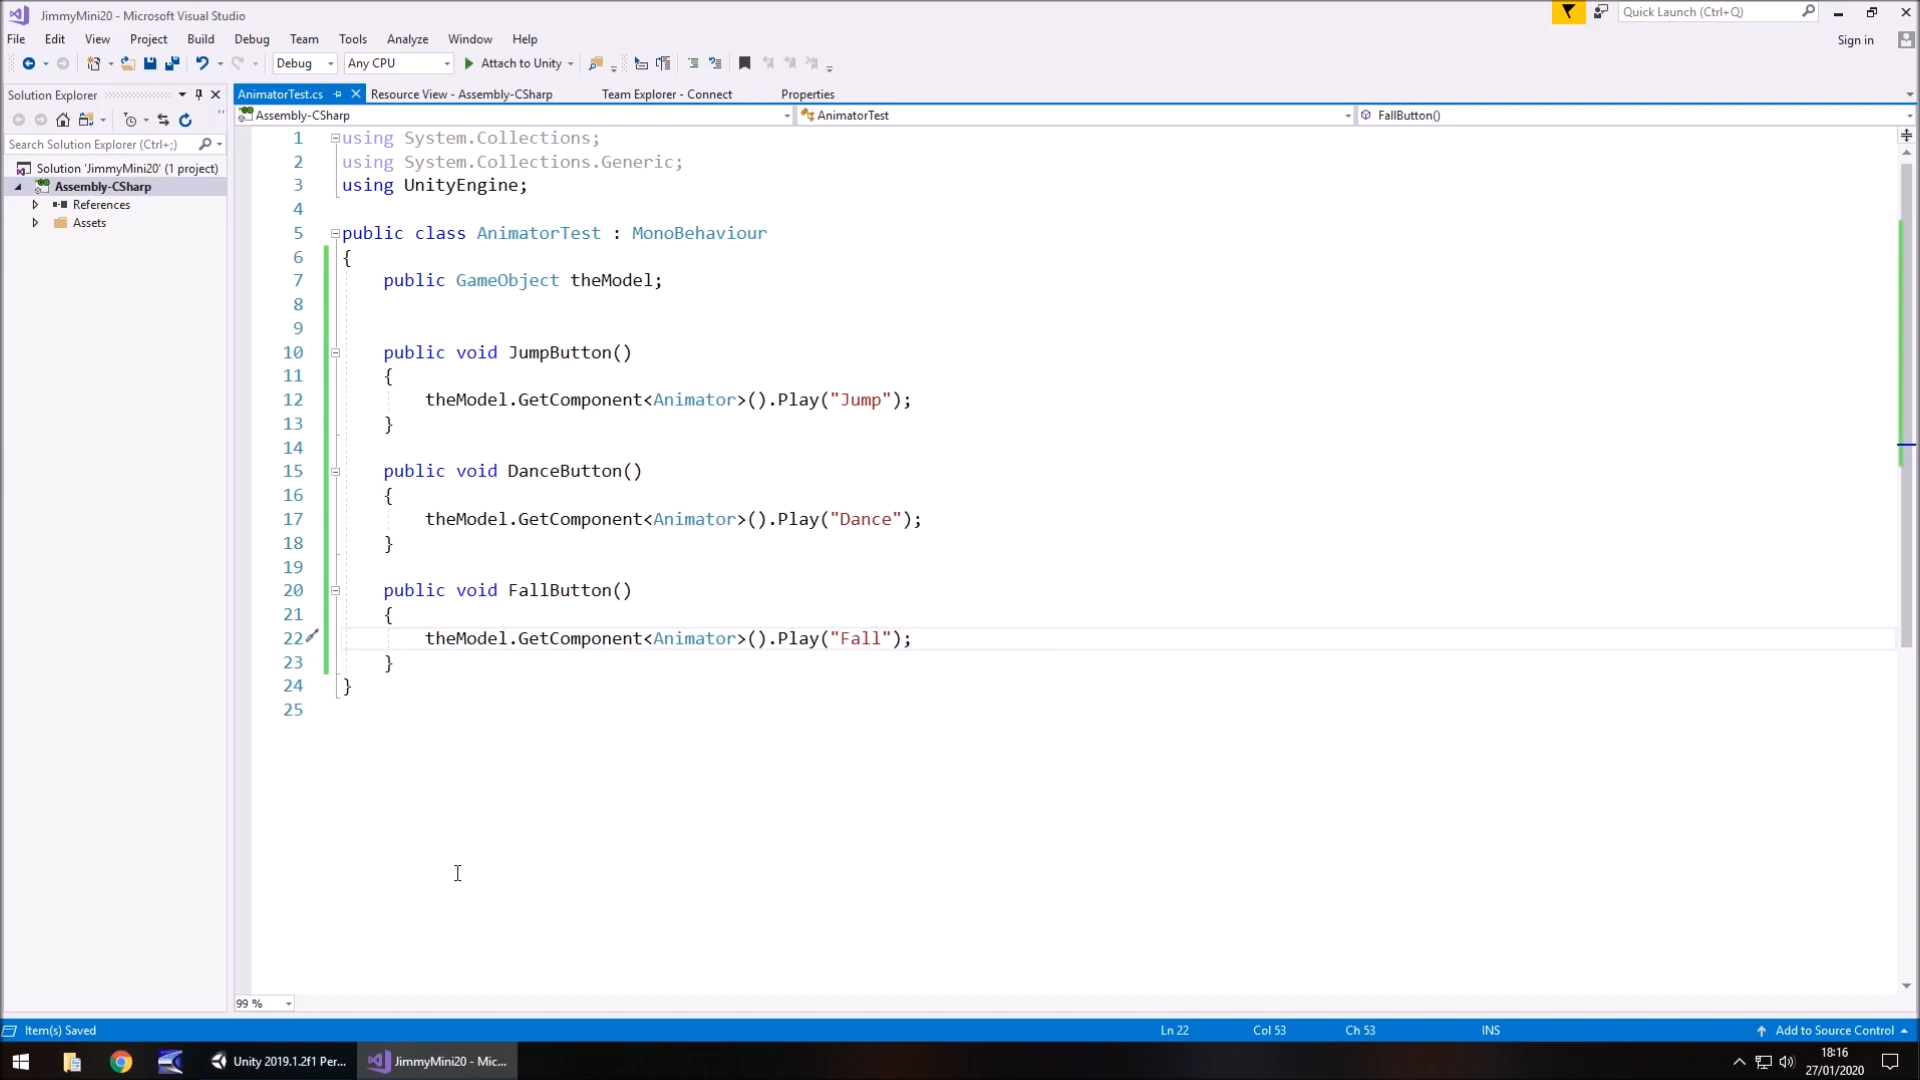 JimmyMini20 - Microsoft Visual Studio
Quick Launch (Ctrl+Q)
File Edit View Project Build Debug Team Tools Analyze Window Help
Sign in
Debug Any CPU Attach to Unity
Solution Explorer
AnimatorTest.cs Resource View - Assembly-CSharp Team Explorer - Connect Properties
Assembly-CSharp AnimatorTest FallButton()
Search Solution Explorer (Ctrl+;)
Solution 'JimmyMini20' (1 project)
Assembly-CSharp
References
Assets
1 using System.Collections;
2 using System.Collections.Generic;
3 using UnityEngine;
4
5 public class AnimatorTest : MonoBehaviour
6 {
7 public GameObject theModel;
8
9
10 public void JumpButton()
11 {
12 theModel.GetComponent<Animator>().Play("Jump");
13 }
14
15 public void DanceButton()
16 {
17 theModel.GetComponent<Animator>().Play("Dance");
18 }
19
20 public void FallButton()
21 {
22 theModel.GetComponent<Animator>().Play("Fall");
23 }
24 }
25
99 %
Item(s) Saved Ln 22 Col 53 Ch 53 INS Add to Source Control
Unity 2019.1.2f1 Per... JimmyMini20 - Mic...
18:16
27/01/2020